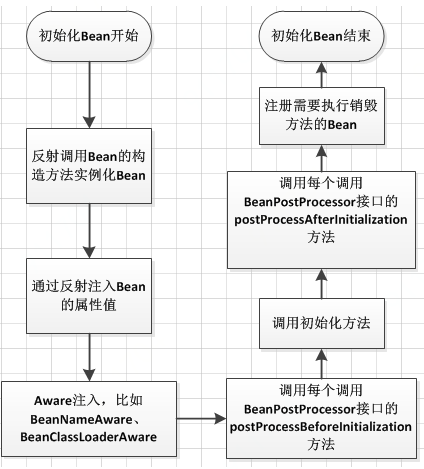 初始化Bean开始
反射调用Bean的构
造方法实例化Bean
通过反射注入Bean
的属性值
Aware注入，比如
BeanNameAware、
BeanClassLoaderAware
调用每个调用
BeanPostProcessor接口的
postProcessBeforeInitialization
方法
调用初始化方法
调用每个调用
BeanPostProcessor接口的
postProcessAfterInitialization
方法
注册需要执行销毁
方法的Bean
初始化Bean结束